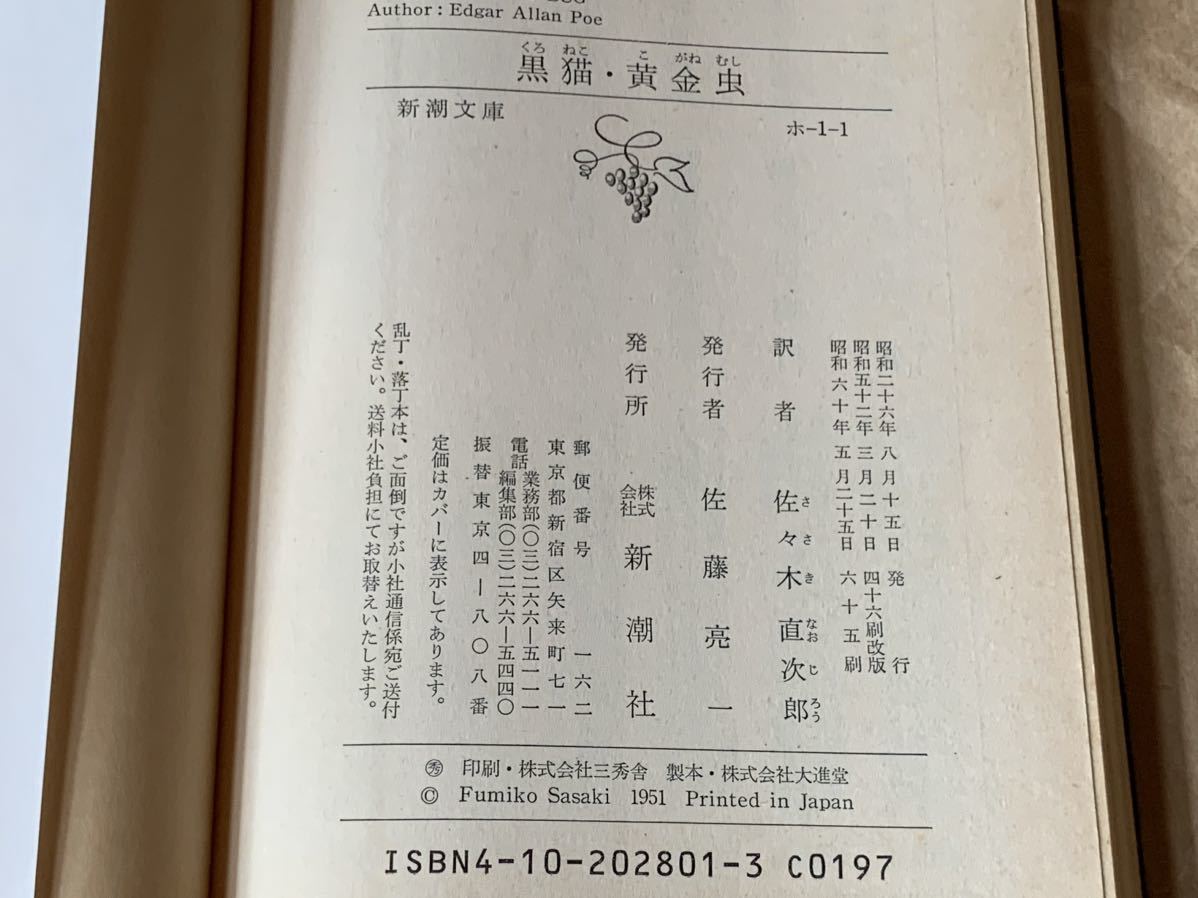 Author: Edgar Allan Poe
くろ ねこ こ がね むし
黒猫・黄金虫
新潮文庫 ホ-1-1
昭和二十六年 八月十五日 発行
昭和五十二年 三月二十日 四十六刷改版
昭和六十年 五月二十五日 六十五刷
訳者 佐々木直次郎
さ さ き なお じ ろう
発行者 佐藤亮一
発行所 株式会社 新潮社
郵便番号 一六二
東京都新宿区矢来町七一
電話 業務部(〇三)二六六―五一一一
編集部(〇三)二六六―五四四〇
振替東京四―八〇八番
定価はカバーに表示してあります。
乱丁・落丁本は、ご面倒ですが小社通信係宛ご送付
ください。送料小社負担にてお取替えいたします。
㊙ 印刷・株式会社三秀舎 製本・株式会社大進堂
© Fumiko Sasaki 1951 Printed in Japan
ISBN4-10-202801-3 C0197